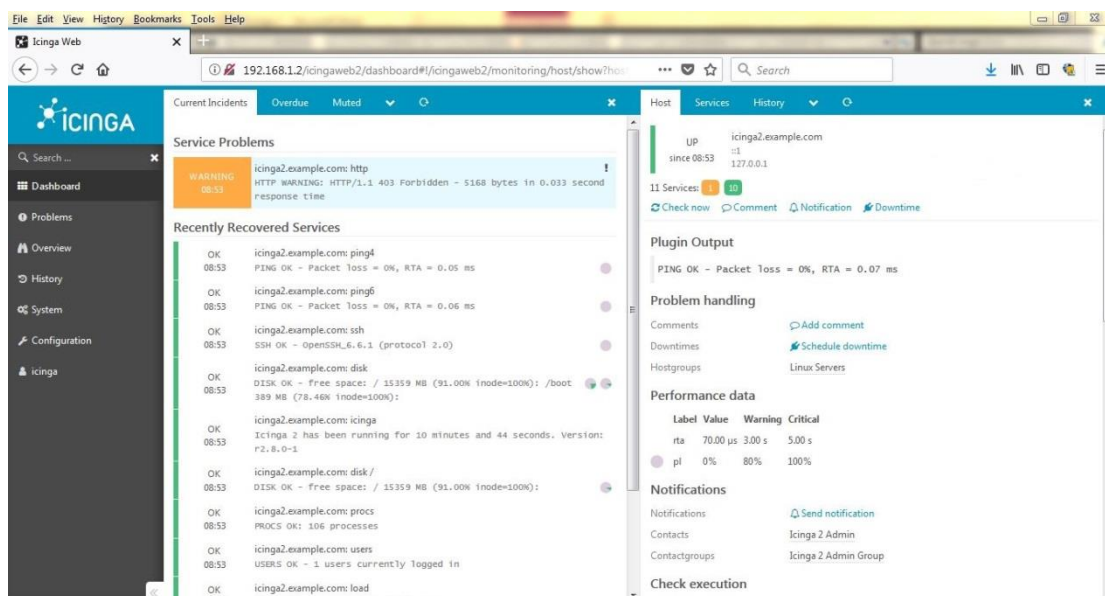 File Edit View History Bookmarks Tools Help
Icinga Web
192.168.1.2/icingaweb2/dashboard#!/icingaweb2/monitoring/host/show?hos
Search
ICINGA
Search ...
Dashboard
Problems
Overview
History
System
Configuration
icinga
Current Incidents Overdue Muted
Service Problems
WARNING
08:53
icinga2.example.com: http
HTTP WARNING: HTTP/1.1 403 Forbidden - 5168 bytes in 0.033 second
response time
Recently Recovered Services
OK
08:53
icinga2.example.com: ping4
PING OK - Packet loss = 0%, RTA = 0.05 ms
OK
08:53
icinga2.example.com: ping6
PING OK - Packet loss = 0%, RTA = 0.06 ms
OK
08:53
icinga2.example.com: ssh
SSH OK - OpenSSH_6.6.1 (protocol 2.0)
OK
08:53
icinga2.example.com: disk
DISK OK - free space: / 15359 MB (91.00% inode=100%): /boot
389 MB (78.46% inode=100%):
OK
08:53
icinga2.example.com: icinga
Icinga 2 has been running for 10 minutes and 44 seconds. Version:
r2.8.0-1
OK
08:53
icinga2.example.com: disk /
DISK OK - free space: / 15359 MB (91.00% inode=100%):
OK
08:53
icinga2.example.com: procs
PROCS OK: 106 processes
OK
08:53
icinga2.example.com: users
USERS OK - 1 users currently logged in
OK
icinga2.example.com: load
Host Services History
UP
since 08:53
icinga2.example.com
::1
127.0.0.1
11 Services: 1 10
Check now Comment Notification Downtime
Plugin Output
PING OK - Packet loss = 0%, RTA = 0.07 ms
Problem handling
Comments Add comment
Downtimes Schedule downtime
Hostgroups Linux Servers
Performance data
Label Value Warning Critical
rta 70.00 µs 3.00 s 5.00 s
pl 0% 80% 100%
Notifications
Notifications Send notification
Contacts Icinga 2 Admin
Contactgroups Icinga 2 Admin Group
Check execution